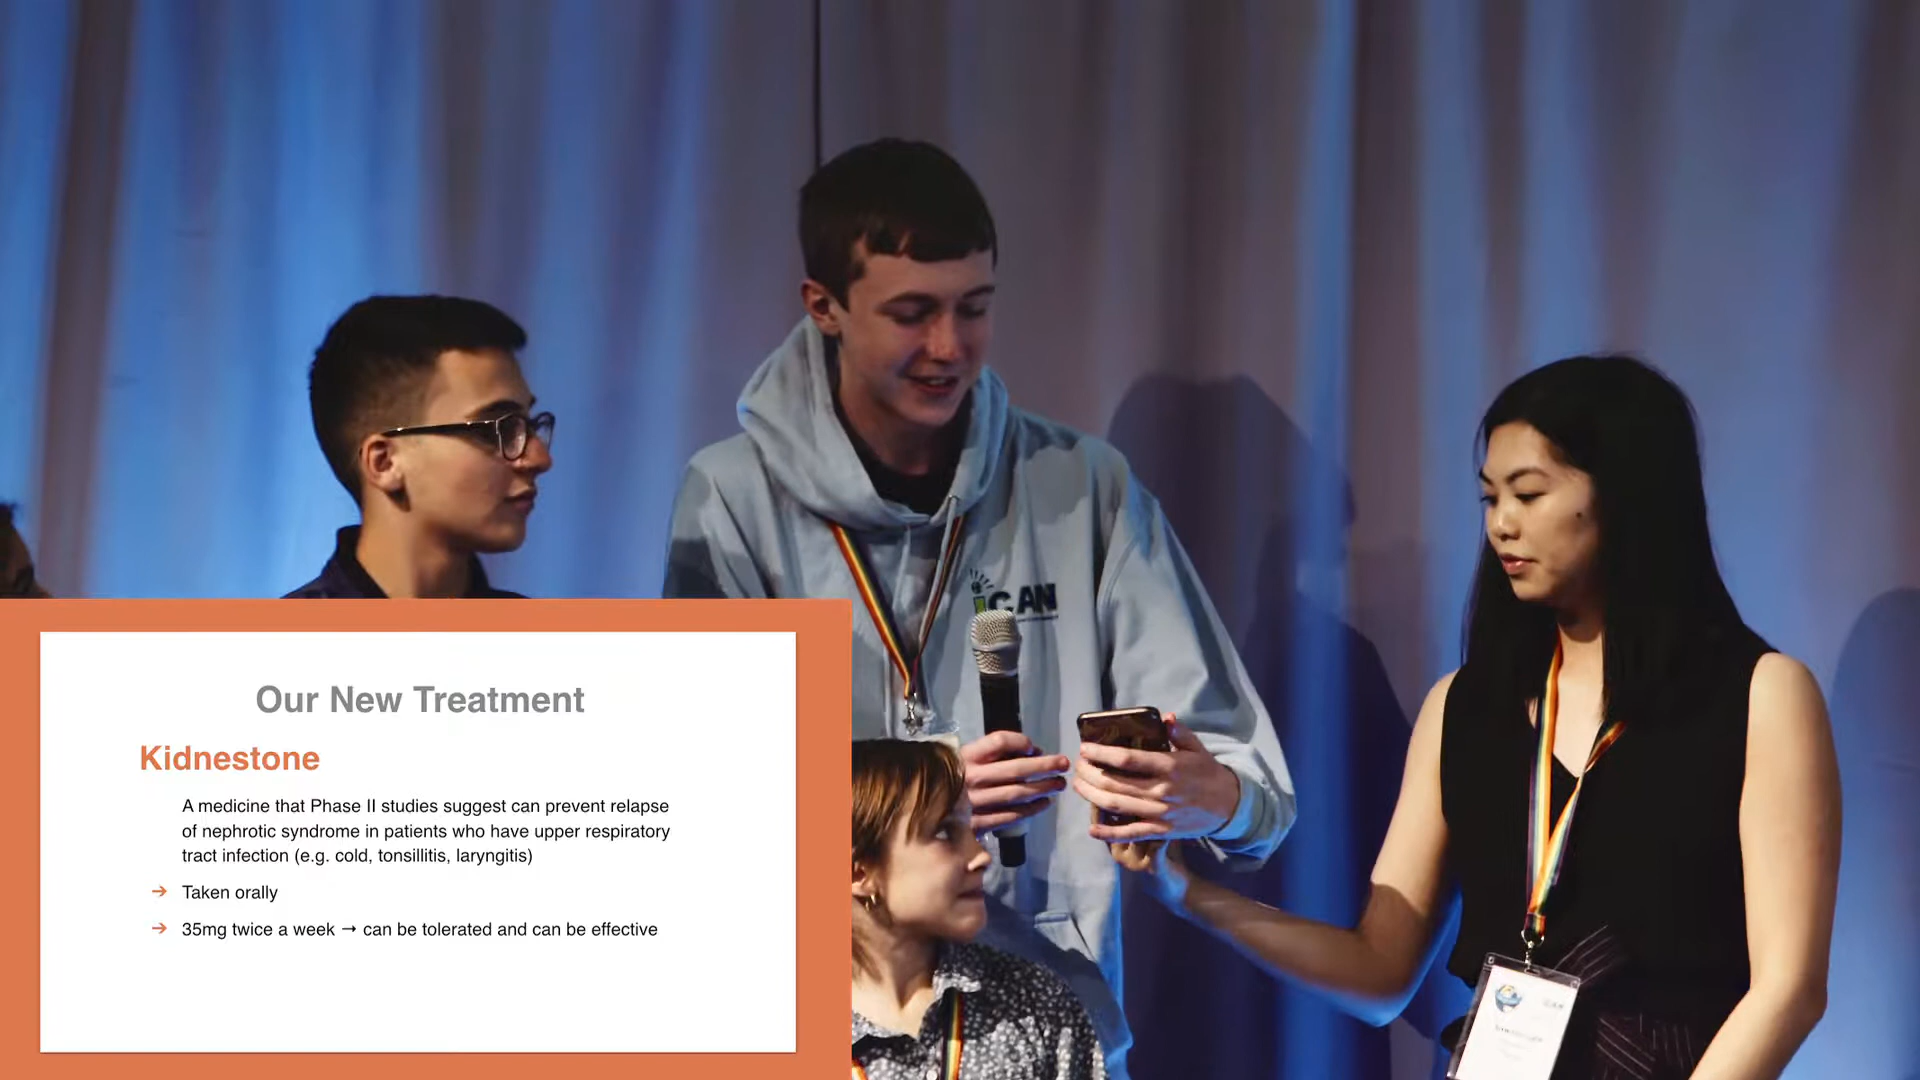 iCAN
Our New Treatment
Kidnestone
A medicine that Phase II studies suggest can prevent relapse
of nephrotic syndrome in patients who have upper respiratory
tract infection (e.g. cold, tonsillitis, laryngitis)
➔ Taken orally
➔ 35mg twice a week → can be tolerated and can be effective